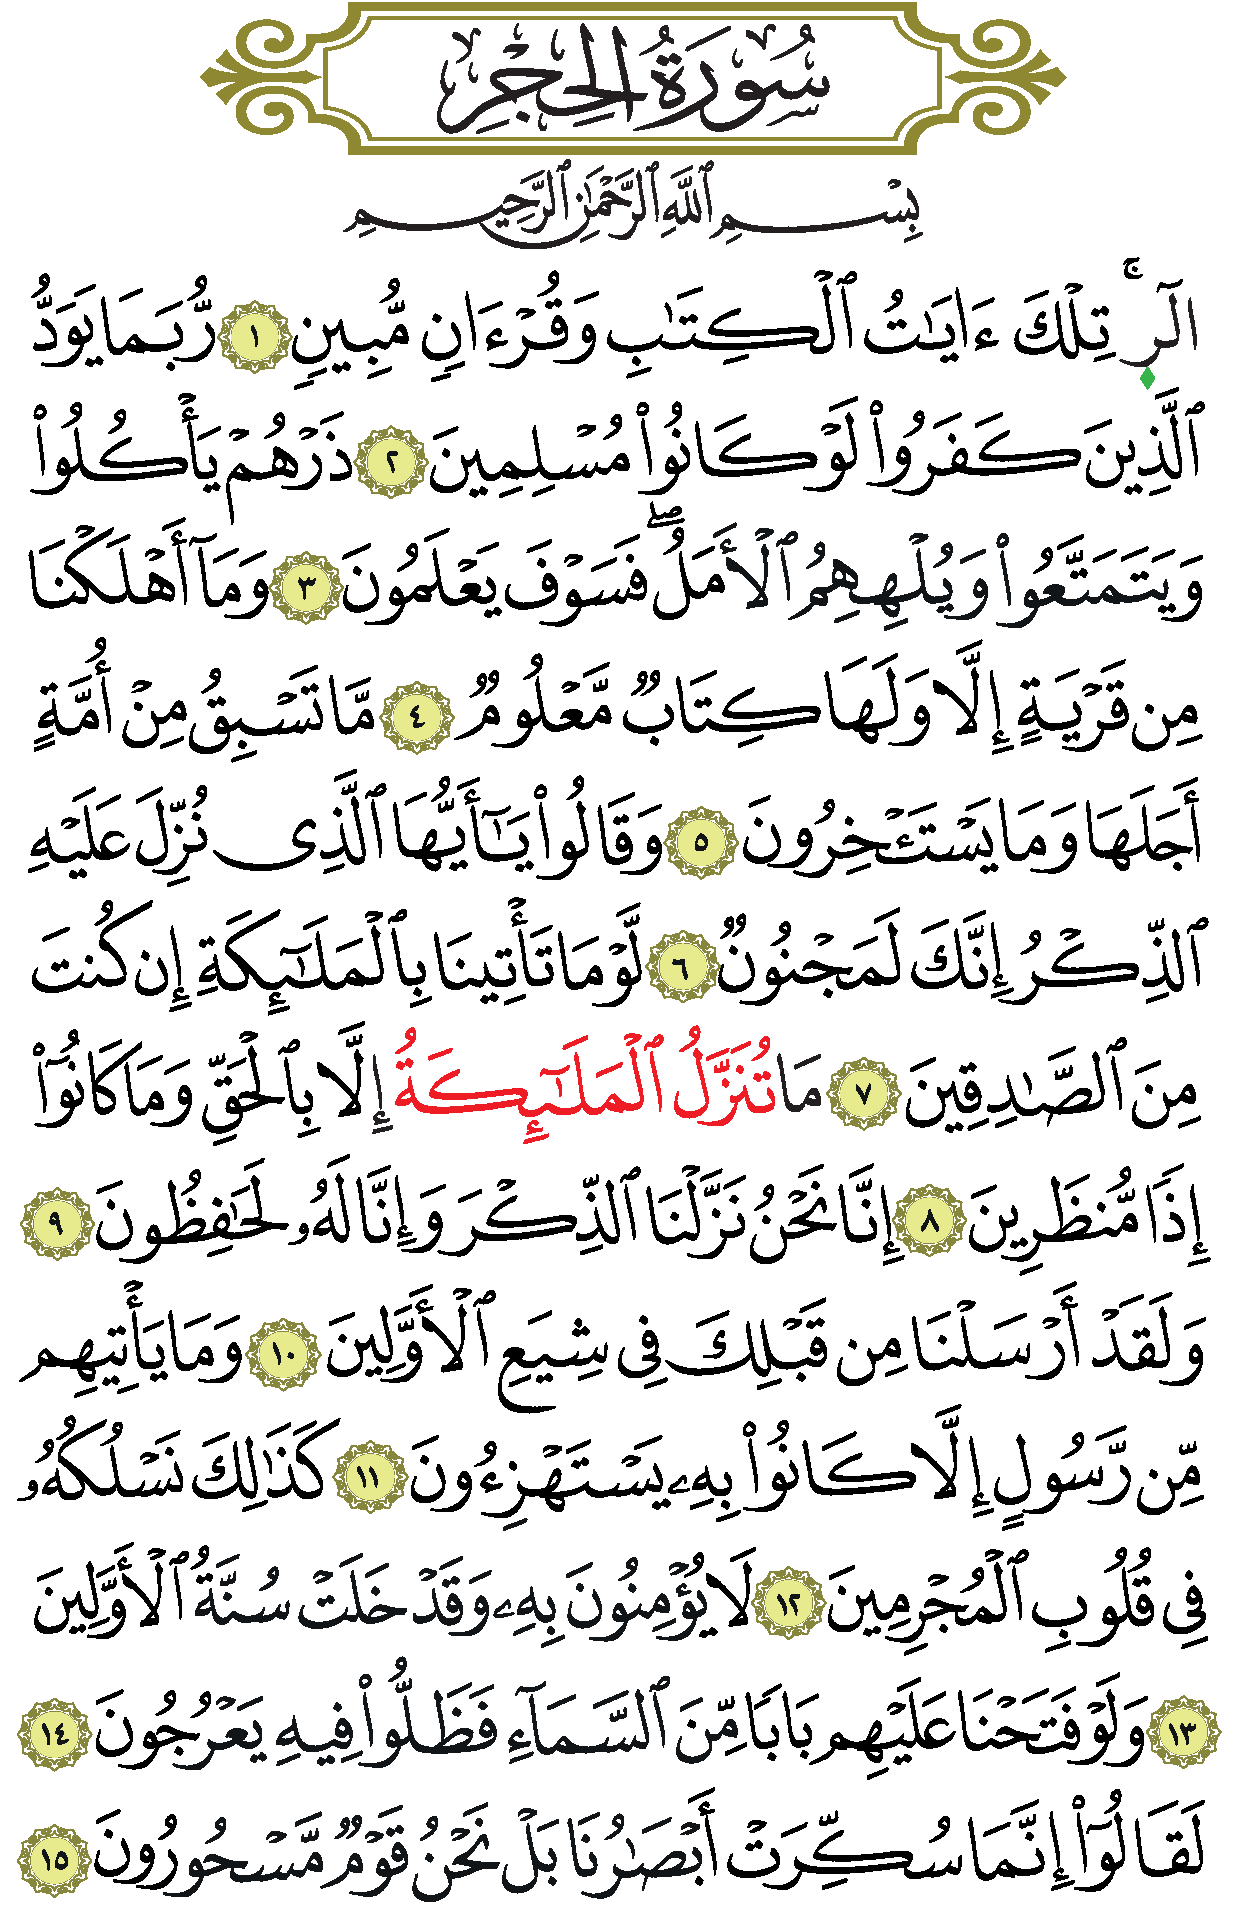 سُورَةُ الحِجْرِ
بِسْمِ ٱللَّهِ ٱلرَّحْمَٰنِ ٱلرَّحِيمِ
الٓرۚ تِلْكَ ءَايَٰتُ ٱلْكِتَٰبِ وَقُرْءَانٍ مُّبِينٍ ١ رُّبَمَا يَوَدُّ
ٱلَّذِينَ كَفَرُوا۟ لَوْ كَانُوا۟ مُسْلِمِينَ ٢ ذَرْهُمْ يَأْكُلُوا۟
وَيَتَمَتَّعُوا۟ وَيُلْهِهِمُ ٱلْأَمَلُۖ فَسَوْفَ يَعْلَمُونَ ٣ وَمَآ أَهْلَكْنَا
مِن قَرْيَةٍ إِلَّا وَلَهَا كِتَابٌ مَّعْلُومٌ ٤ مَّا تَسْبِقُ مِنْ أُمَّةٍ
أَجَلَهَا وَمَا يَسْتَـْٔخِرُونَ ٥ وَقَالُوا۟ يَٰٓأَيُّهَا ٱلَّذِى نُزِّلَ عَلَيْهِ
ٱلذِّكْرُ إِنَّكَ لَمَجْنُونٌ ٦ لَّوْ مَا تَأْتِينَا بِٱلْمَلَٰٓئِكَةِ إِن كُنتَ
مِنَ ٱلصَّٰدِقِينَ ٧ مَا تُنَزَّلُ ٱلْمَلَٰٓئِكَةُ إِلَّا بِٱلْحَقِّ وَمَا كَانُوٓا۟
إِذًا مُّنظَرِينَ ٨ إِنَّا نَحْنُ نَزَّلْنَا ٱلذِّكْرَ وَإِنَّا لَهُۥ لَحَٰفِظُونَ ٩
وَلَقَدْ أَرْسَلْنَا مِن قَبْلِكَ فِى شِيَعِ ٱلْأَوَّلِينَ ١٠ وَمَا يَأْتِيهِم
مِّن رَّسُولٍ إِلَّا كَانُوا۟ بِهِۦ يَسْتَهْزِءُونَ ١١ كَذَٰلِكَ نَسْلُكُهُۥ
فِى قُلُوبِ ٱلْمُجْرِمِينَ ١٢ لَا يُؤْمِنُونَ بِهِۦ وَقَدْ خَلَتْ سُنَّةُ ٱلْأَوَّلِينَ
١٣ وَلَوْ فَتَحْنَا عَلَيْهِم بَابًا مِّنَ ٱلسَّمَآءِ فَظَلُّوا۟ فِيهِ يَعْرُجُونَ ١٤
لَقَالُوٓا۟ إِنَّمَا سُكِّرَتْ أَبْصَٰرُنَا بَلْ نَحْنُ قَوْمٌ مَّسْحُورُونَ ١٥